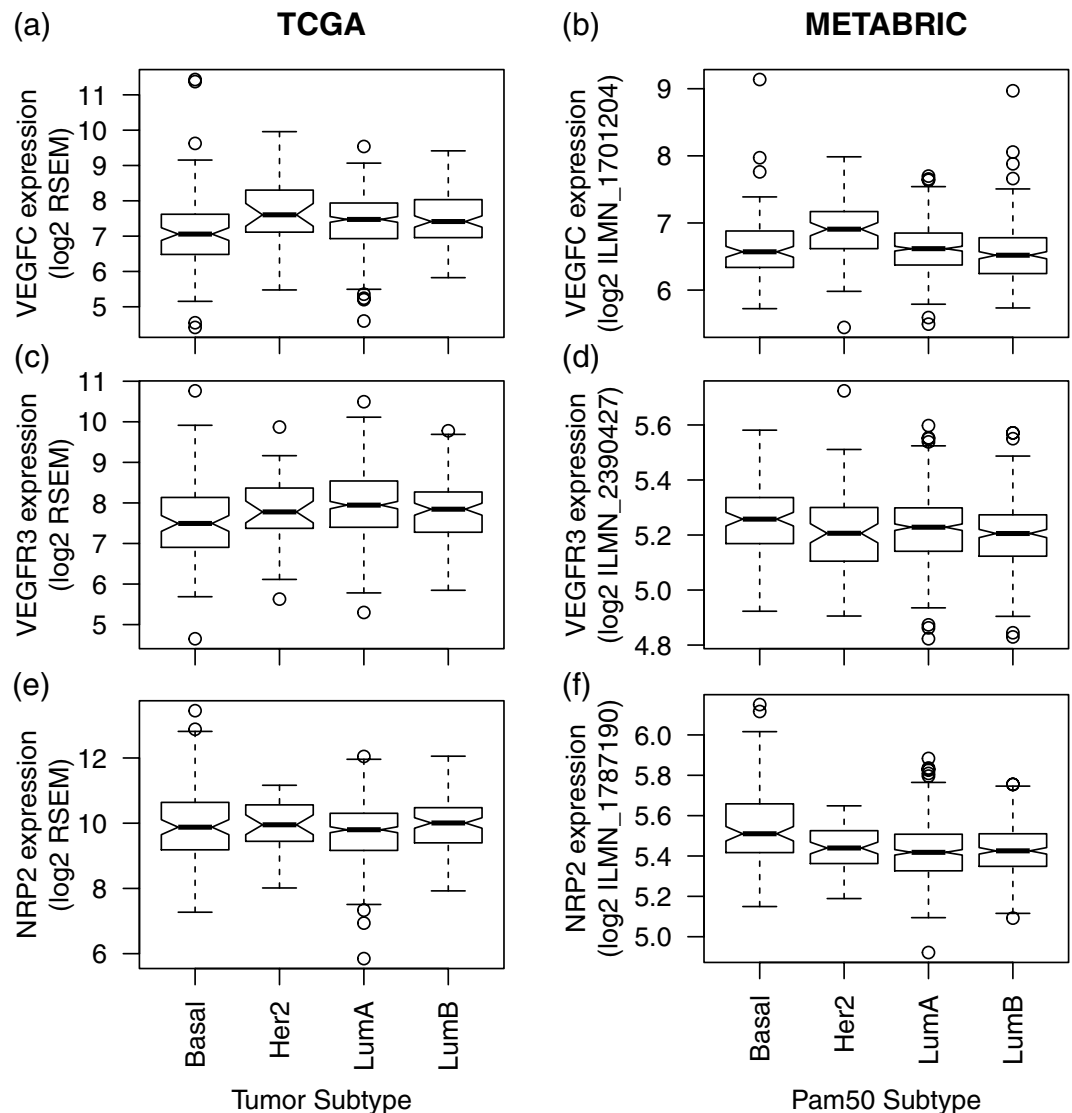 (a)
TCGA
VEGFC expression
(log2 RSEM)
11
10
9
8
7
6
5
(b)
METABRIC
VEGFC expression
(log2 ILMN_1701204)
9
8
7
6
(c)
VEGFR3 expression
(log2 RSEM)
11
10
9
8
7
6
5
(d)
VEGFR3 expression
(log2 ILMN_2390427)
5.6
5.4
5.2
5.0
4.8
(e)
NRP2 expression
(log2 RSEM)
12
10
8
6
Basal
Her2
LumA
LumB
Tumor Subtype
(f)
NRP2 expression
(log2 ILMN_1787190)
6.0
5.8
5.6
5.4
5.2
5.0
Basal
Her2
LumA
LumB
Pam50 Subtype